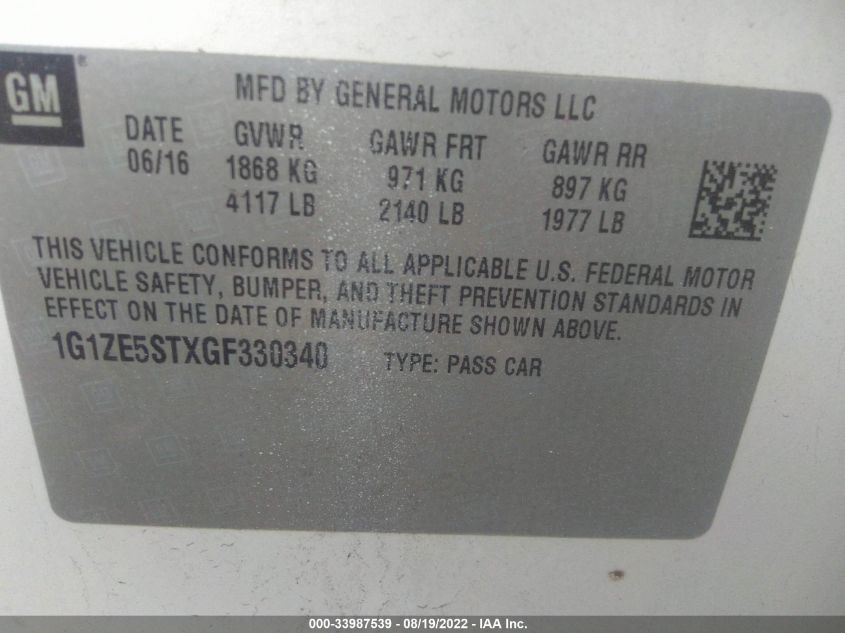 GM®
MFD BY GENERAL MOTORS LLC
DATE GVWR GAWR FRT GAWR RR
06/16 1868 KG 971 KG 897 KG
4117 LB 2140 LB 1977 LB
THIS VEHICLE CONFORMS TO ALL APPLICABLE U.S. FEDERAL MOTOR
VEHICLE SAFETY, BUMPER, AND THEFT PREVENTION STANDARDS IN
EFFECT ON THE DATE OF MANUFACTURE SHOWN ABOVE.
1G1ZE5STXGF330340 TYPE: PASS CAR
000-33987539 - 08/19/2022 - IAA Inc.